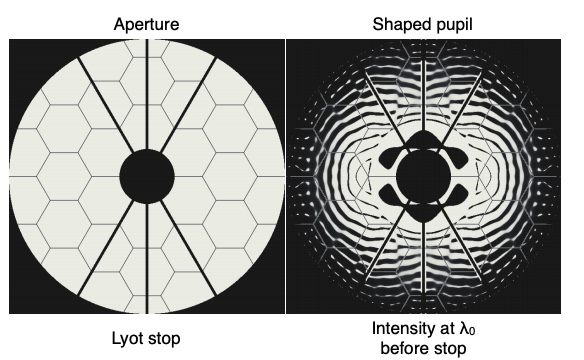 Aperture
Shaped pupil
Lyot stop
Intensity at λ₀
before stop